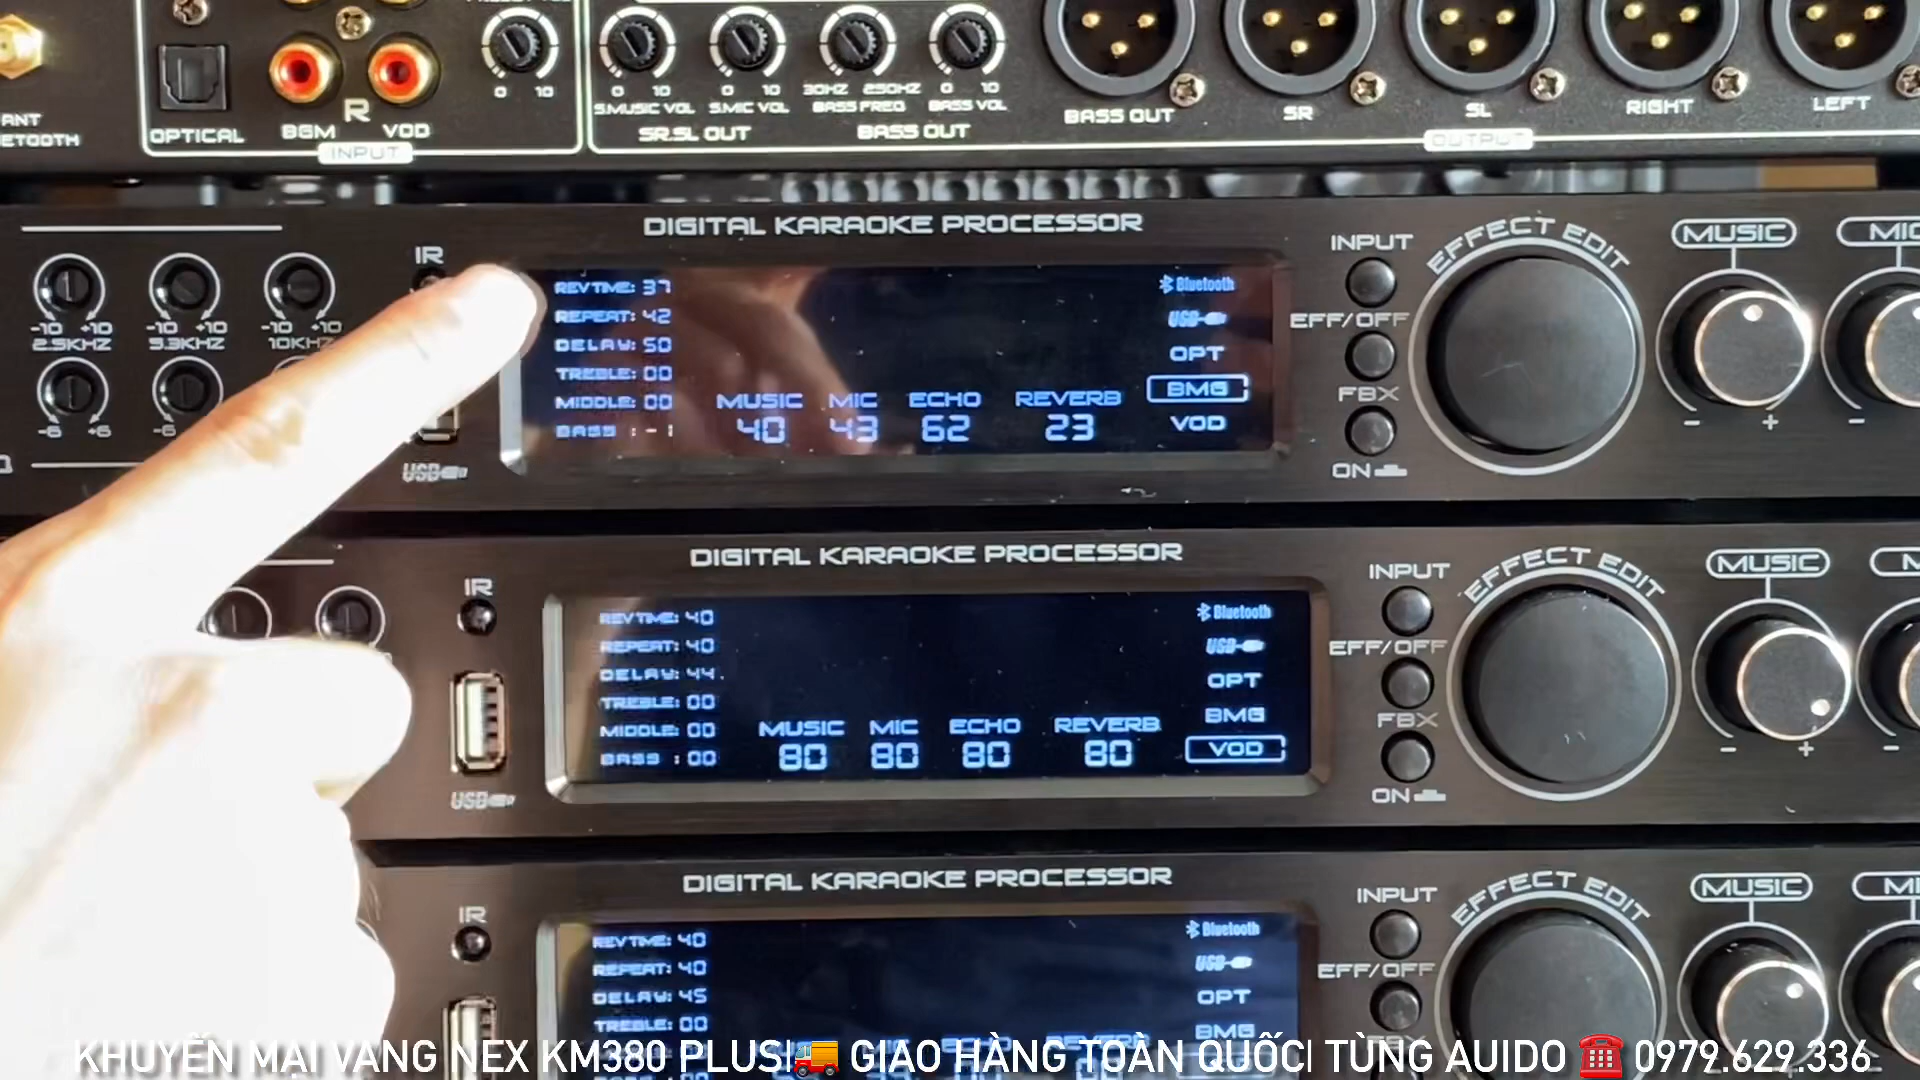 ANT
ETOOTH
OPTICAL
BGM R VOD
INPUT
0 10
0 10 0 10 30HZ 250HZ 0 10
S.MUSIC VOL S.MIC VOL BASS FREQ BASS VOL
SR.SL OUT BASS OUT
BASS OUT SR SL RIGHT LEFT
OUTPUT
DIGITAL KARAOKE PROCESSOR
-10 +10 -10 +10 -10 +10
2.5KHZ 5.3KHZ 10KHZ
-6 +6 -6
IR
USB
REVTIME: 37
REPEAT: 42
DELAY: 50
TREBLE: 00
MIDDLE: 00
BASS : -1
MUSIC MIC ECHO REVERB
40 43 62 23
Bluetooth
USB
OPT
BMG
VOD
INPUT
EFF/OFF
FBX
ON
EFFECT EDIT
MUSIC
- +
MIC
-
DIGITAL KARAOKE PROCESSOR
IR
USB
REVTIME: 40
REPEAT: 40
DELAY: 44
TREBLE: 00
MIDDLE: 00
BASS : 00
MUSIC MIC ECHO REVERB
80 80 80 80
Bluetooth
USB
OPT
BMG
VOD
INPUT
EFF/OFF
FBX
ON
EFFECT EDIT
MUSIC
- +
-
DIGITAL KARAOKE PROCESSOR
IR
REVTIME: 40
REPEAT: 40
DELAY: 45
TREBLE: 00
Bluetooth
USB
OPT
BMG
INPUT
EFF/OFF
EFFECT EDIT
MUSIC
MI
KHUYẾN MẠI VANG NEX KM380 PLUS|🚚 GIAO HÀNG TOÀN QUỐC| TÙNG AUIDO ☎️ 0979.629.336